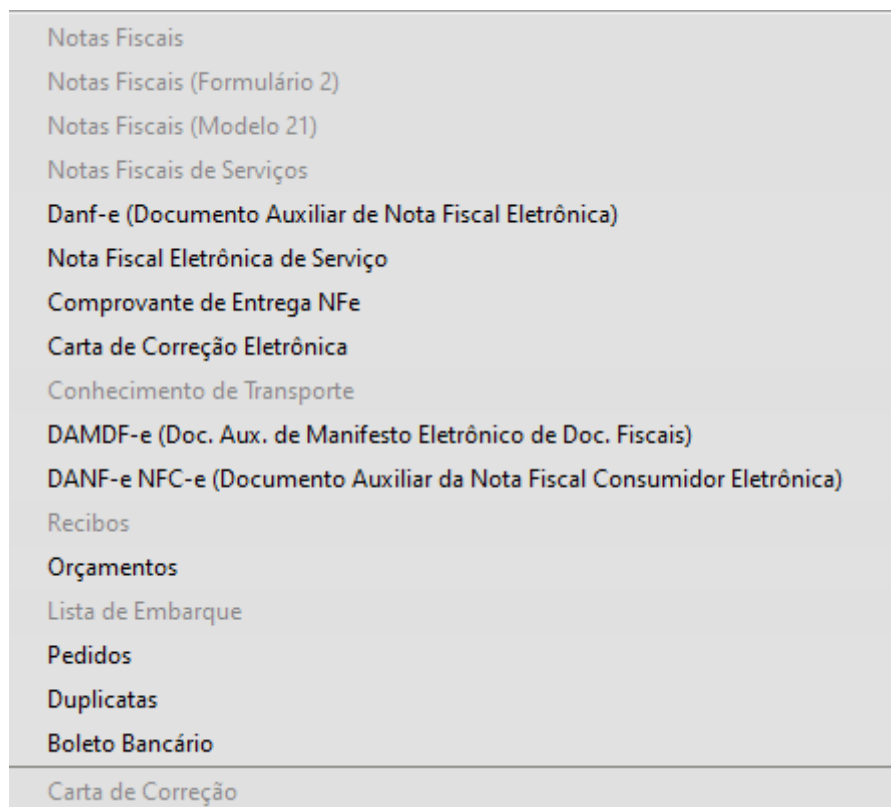 Notas Fiscais
Notas Fiscais (Formulário 2)
Notas Fiscais (Modelo 21)
Notas Fiscais de Serviços
Danf-e (Documento Auxiliar de Nota Fiscal Eletrônica)
Nota Fiscal Eletrônica de Serviço
Comprovante de Entrega NFe
Carta de Correção Eletrônica
Conhecimento de Transporte
DAMDF-e (Doc. Aux. de Manifesto Eletrônico de Doc. Fiscais)
DANF-e NFC-e (Documento Auxiliar da Nota Fiscal Consumidor Eletrônica)
Recibos
Orçamentos
Lista de Embarque
Pedidos
Duplicatas
Boleto Bancário
Carta de Correção